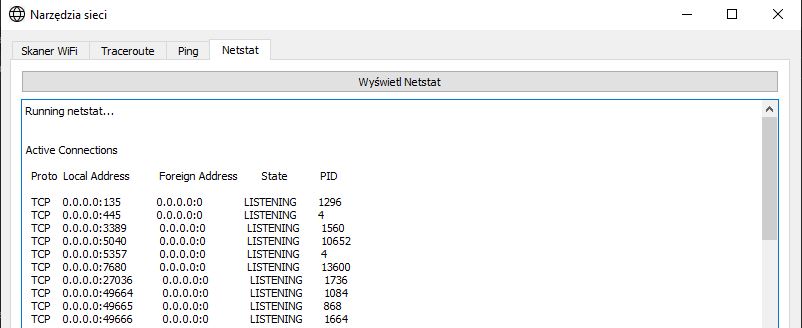 Narzędzia sieci
Skaner WiFi Traceroute Ping Netstat
Wyświetl Netstat
Running netstat...
Active Connections
Proto Local Address Foreign Address State PID
TCP 0.0.0.0:135 0.0.0.0:0 LISTENING 1296
TCP 0.0.0.0:445 0.0.0.0:0 LISTENING 4
TCP 0.0.0.0:3389 0.0.0.0:0 LISTENING 1560
TCP 0.0.0.0:5040 0.0.0.0:0 LISTENING 10652
TCP 0.0.0.0:5357 0.0.0.0:0 LISTENING 4
TCP 0.0.0.0:7680 0.0.0.0:0 LISTENING 13600
TCP 0.0.0.0:27036 0.0.0.0:0 LISTENING 1736
TCP 0.0.0.0:49664 0.0.0.0:0 LISTENING 1084
TCP 0.0.0.0:49665 0.0.0.0:0 LISTENING 868
TCP 0.0.0.0:49666 0.0.0.0:0 LISTENING 1664